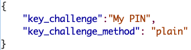 {
"key_challenge":"My PIN",
"key_challenge_method": "plain"
}